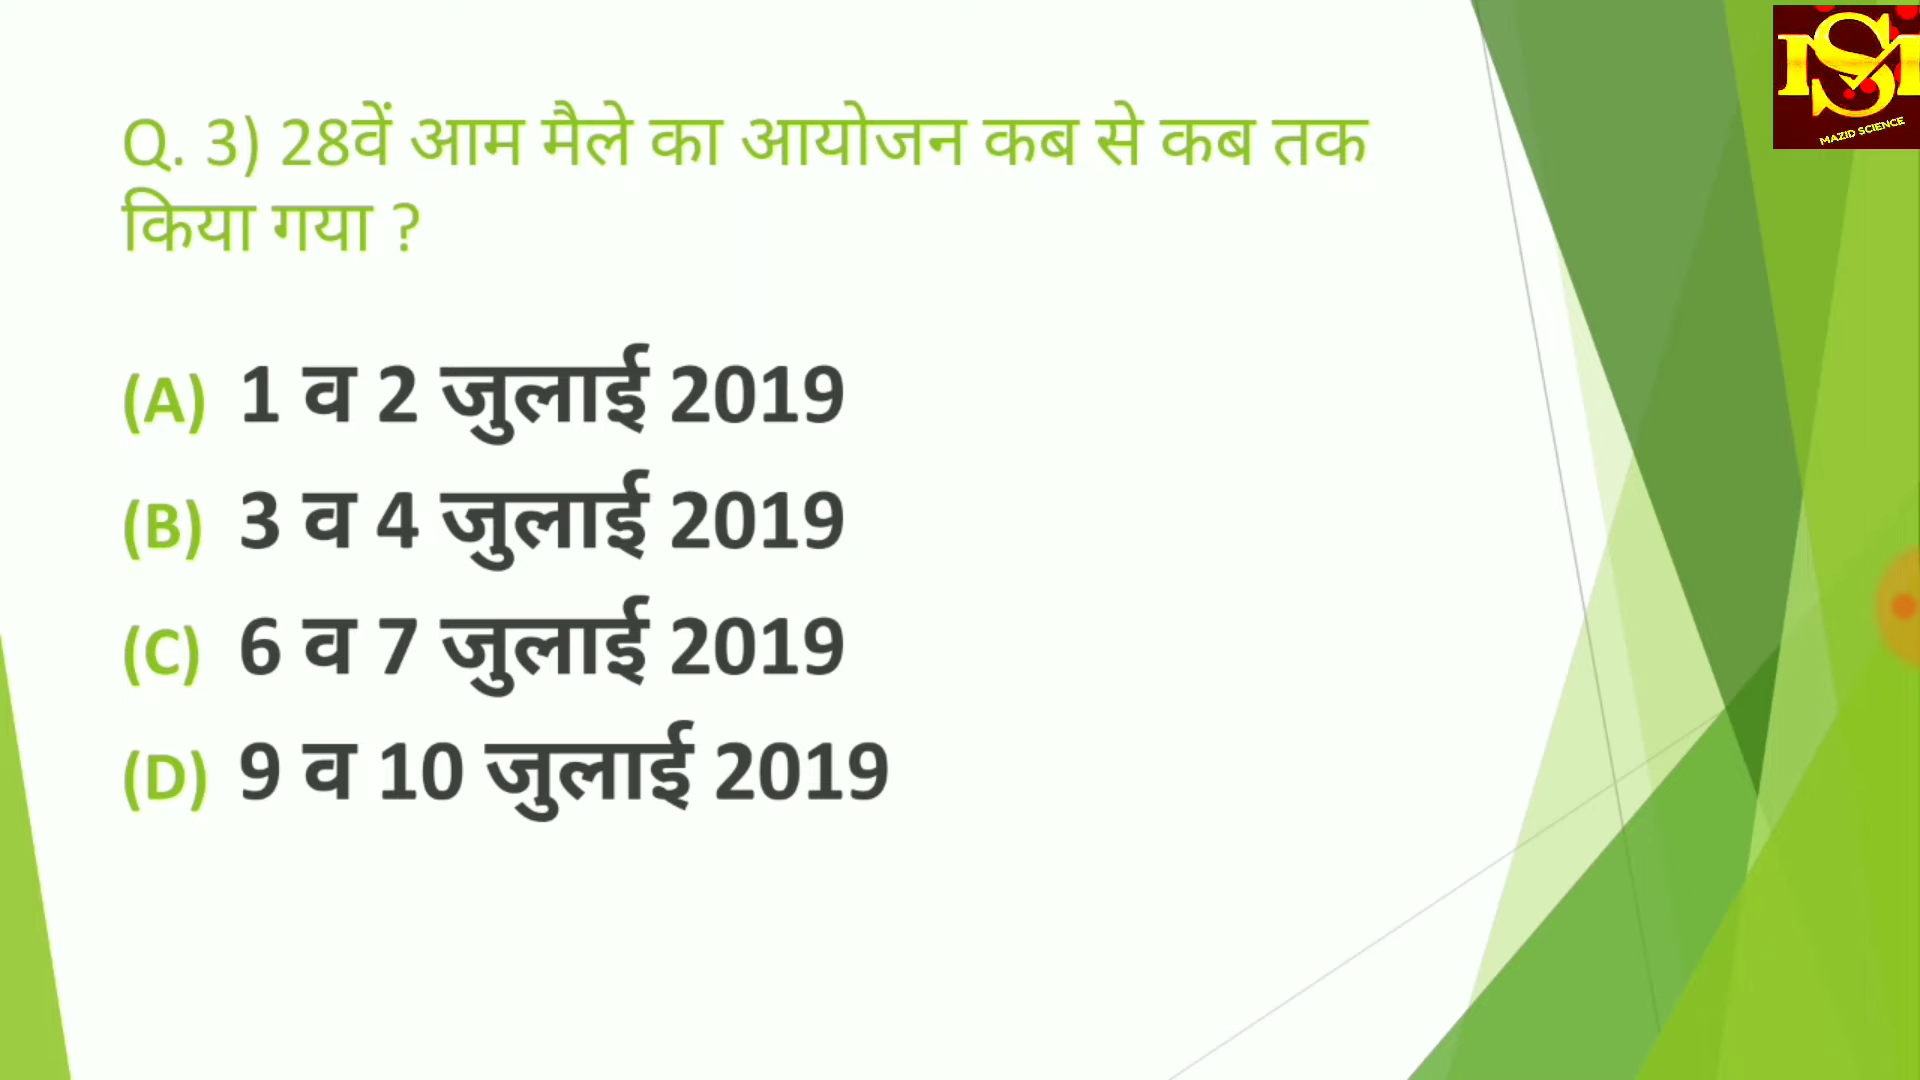 Q. 3) 28वें आम मैले का आयोजन कब से कब तक
किया गया ?
(A) 1 व 2 जुलाई 2019
(B) 3 व 4 जुलाई 2019
(C) 6 व 7 जुलाई 2019
(D) 9 व 10 जुलाई 2019
MAZID SCIENCE